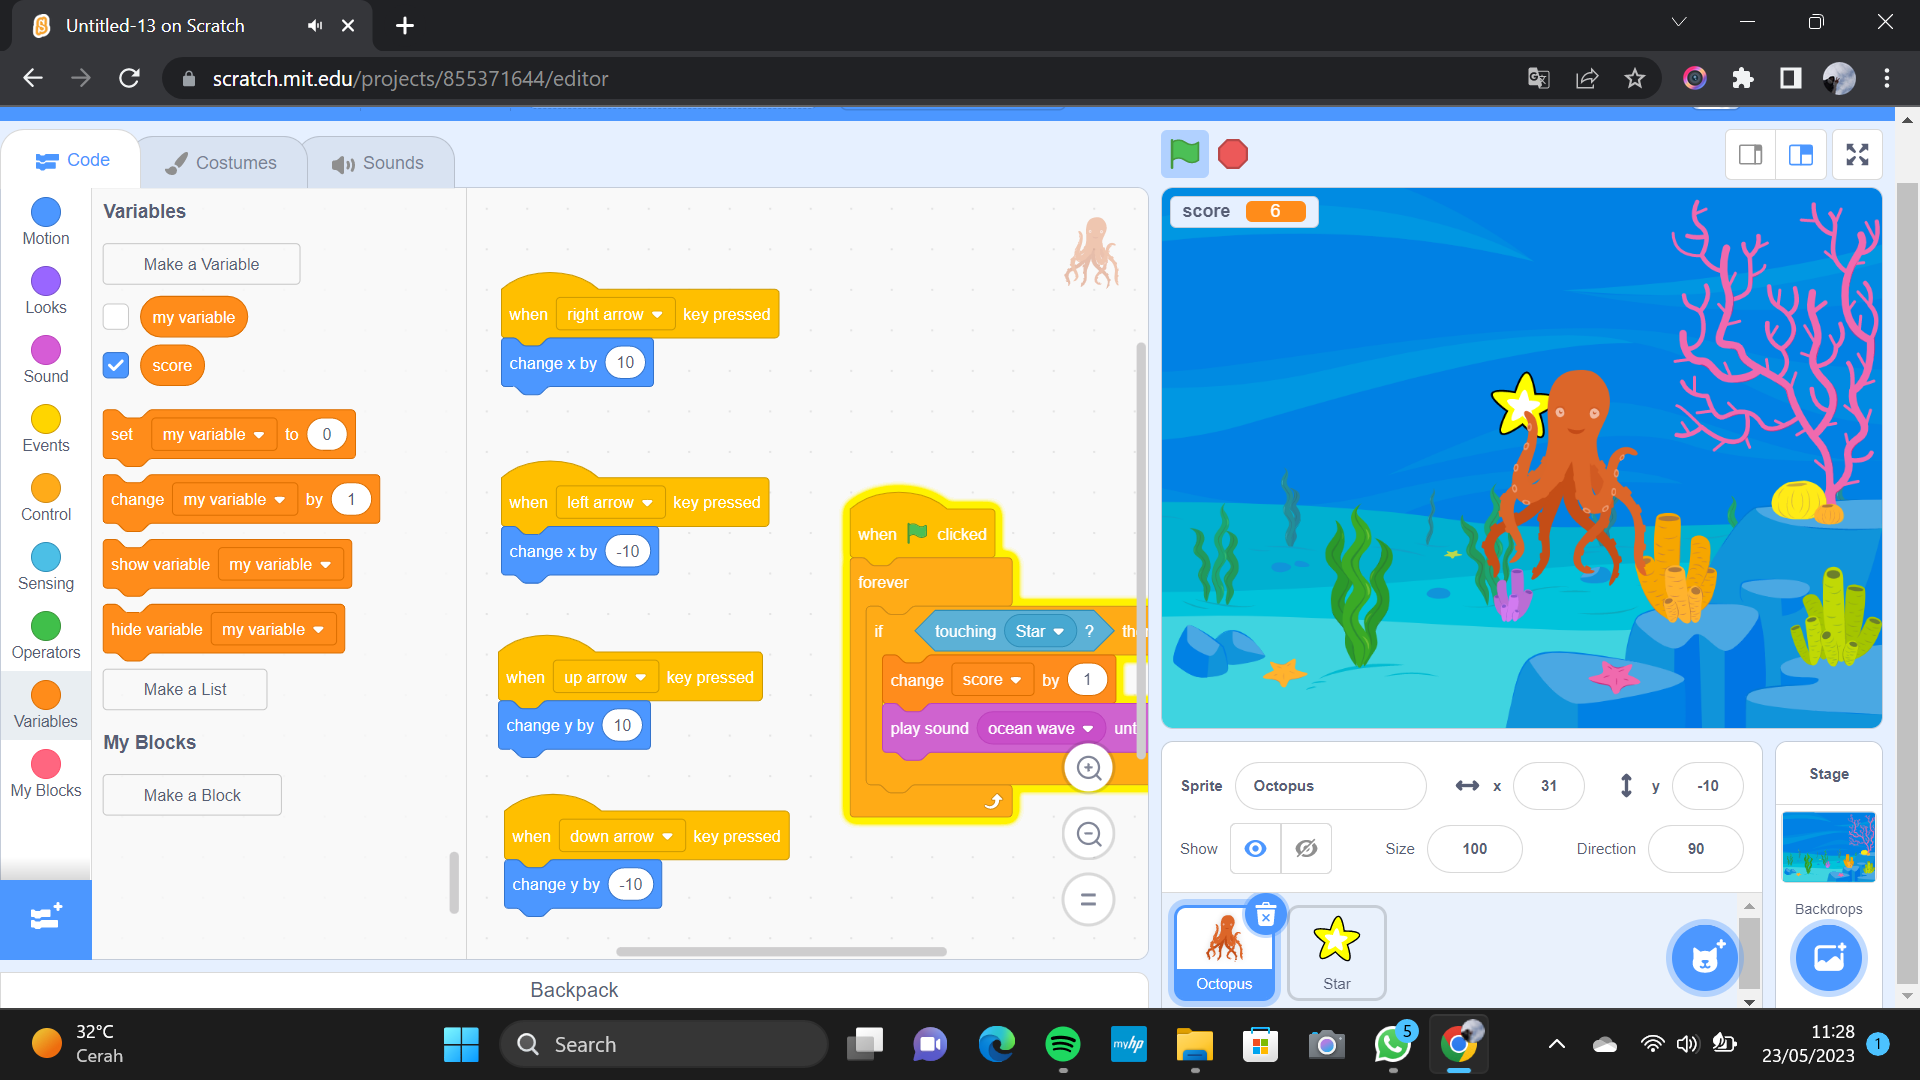 Untitled-13 on Scratch
scratch.mit.edu/projects/855371644/editor
Code
Costumes
Sounds
Motion
Looks
Sound
Events
Control
Sensing
Operators
Variables
My Blocks
Variables
Make a Variable
my variable
score
set my variable to 0
change my variable by 1
show variable my variable
hide variable my variable
Make a List
My Blocks
Make a Block
when right arrow key pressed
change x by 10
when left arrow key pressed
change x by -10
when up arrow key pressed
change y by 10
when down arrow key pressed
change y by -10
when clicked
forever
if touching Star ? the
change score by 1
play sound ocean wave unt
Backpack
score 6
Sprite Octopus x 31 y -10
Show Size 100 Direction 90
Octopus
Star
Stage
Backdrops
32°C
Cerah
Search
myhp
5
11:28
23/05/2023
1